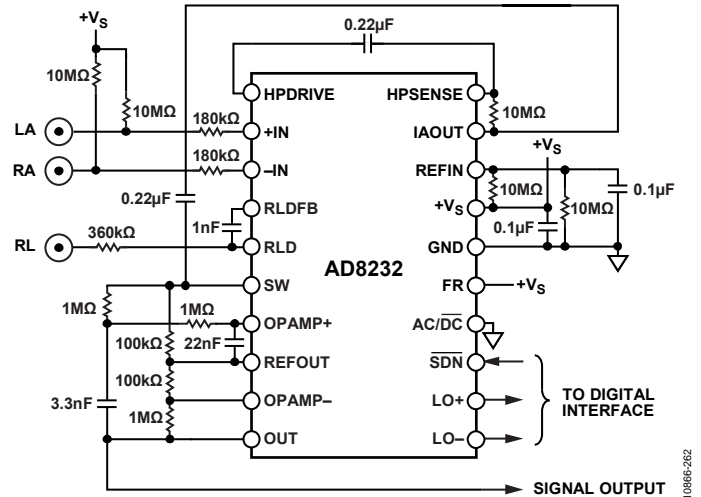 +VS
0.22µF
10MΩ
10MΩ
HPDRIVE
HPSENSE
10MΩ
LA
180kΩ
+IN
IAOUT
+VS
RA
180kΩ
–IN
REFIN
10MΩ
0.1µF
0.22µF
RLDFB
+VS
10MΩ
1nF
0.1µF
RL
360kΩ
RLD
GND
AD8232
SW
FR
+VS
1MΩ
1MΩ
OPAMP+
AC/DC
100kΩ
22nF
REFOUT
SDN
100kΩ
3.3nF
OPAMP–
LO+
TO DIGITAL
INTERFACE
1MΩ
OUT
LO–
SIGNAL OUTPUT
10866-262